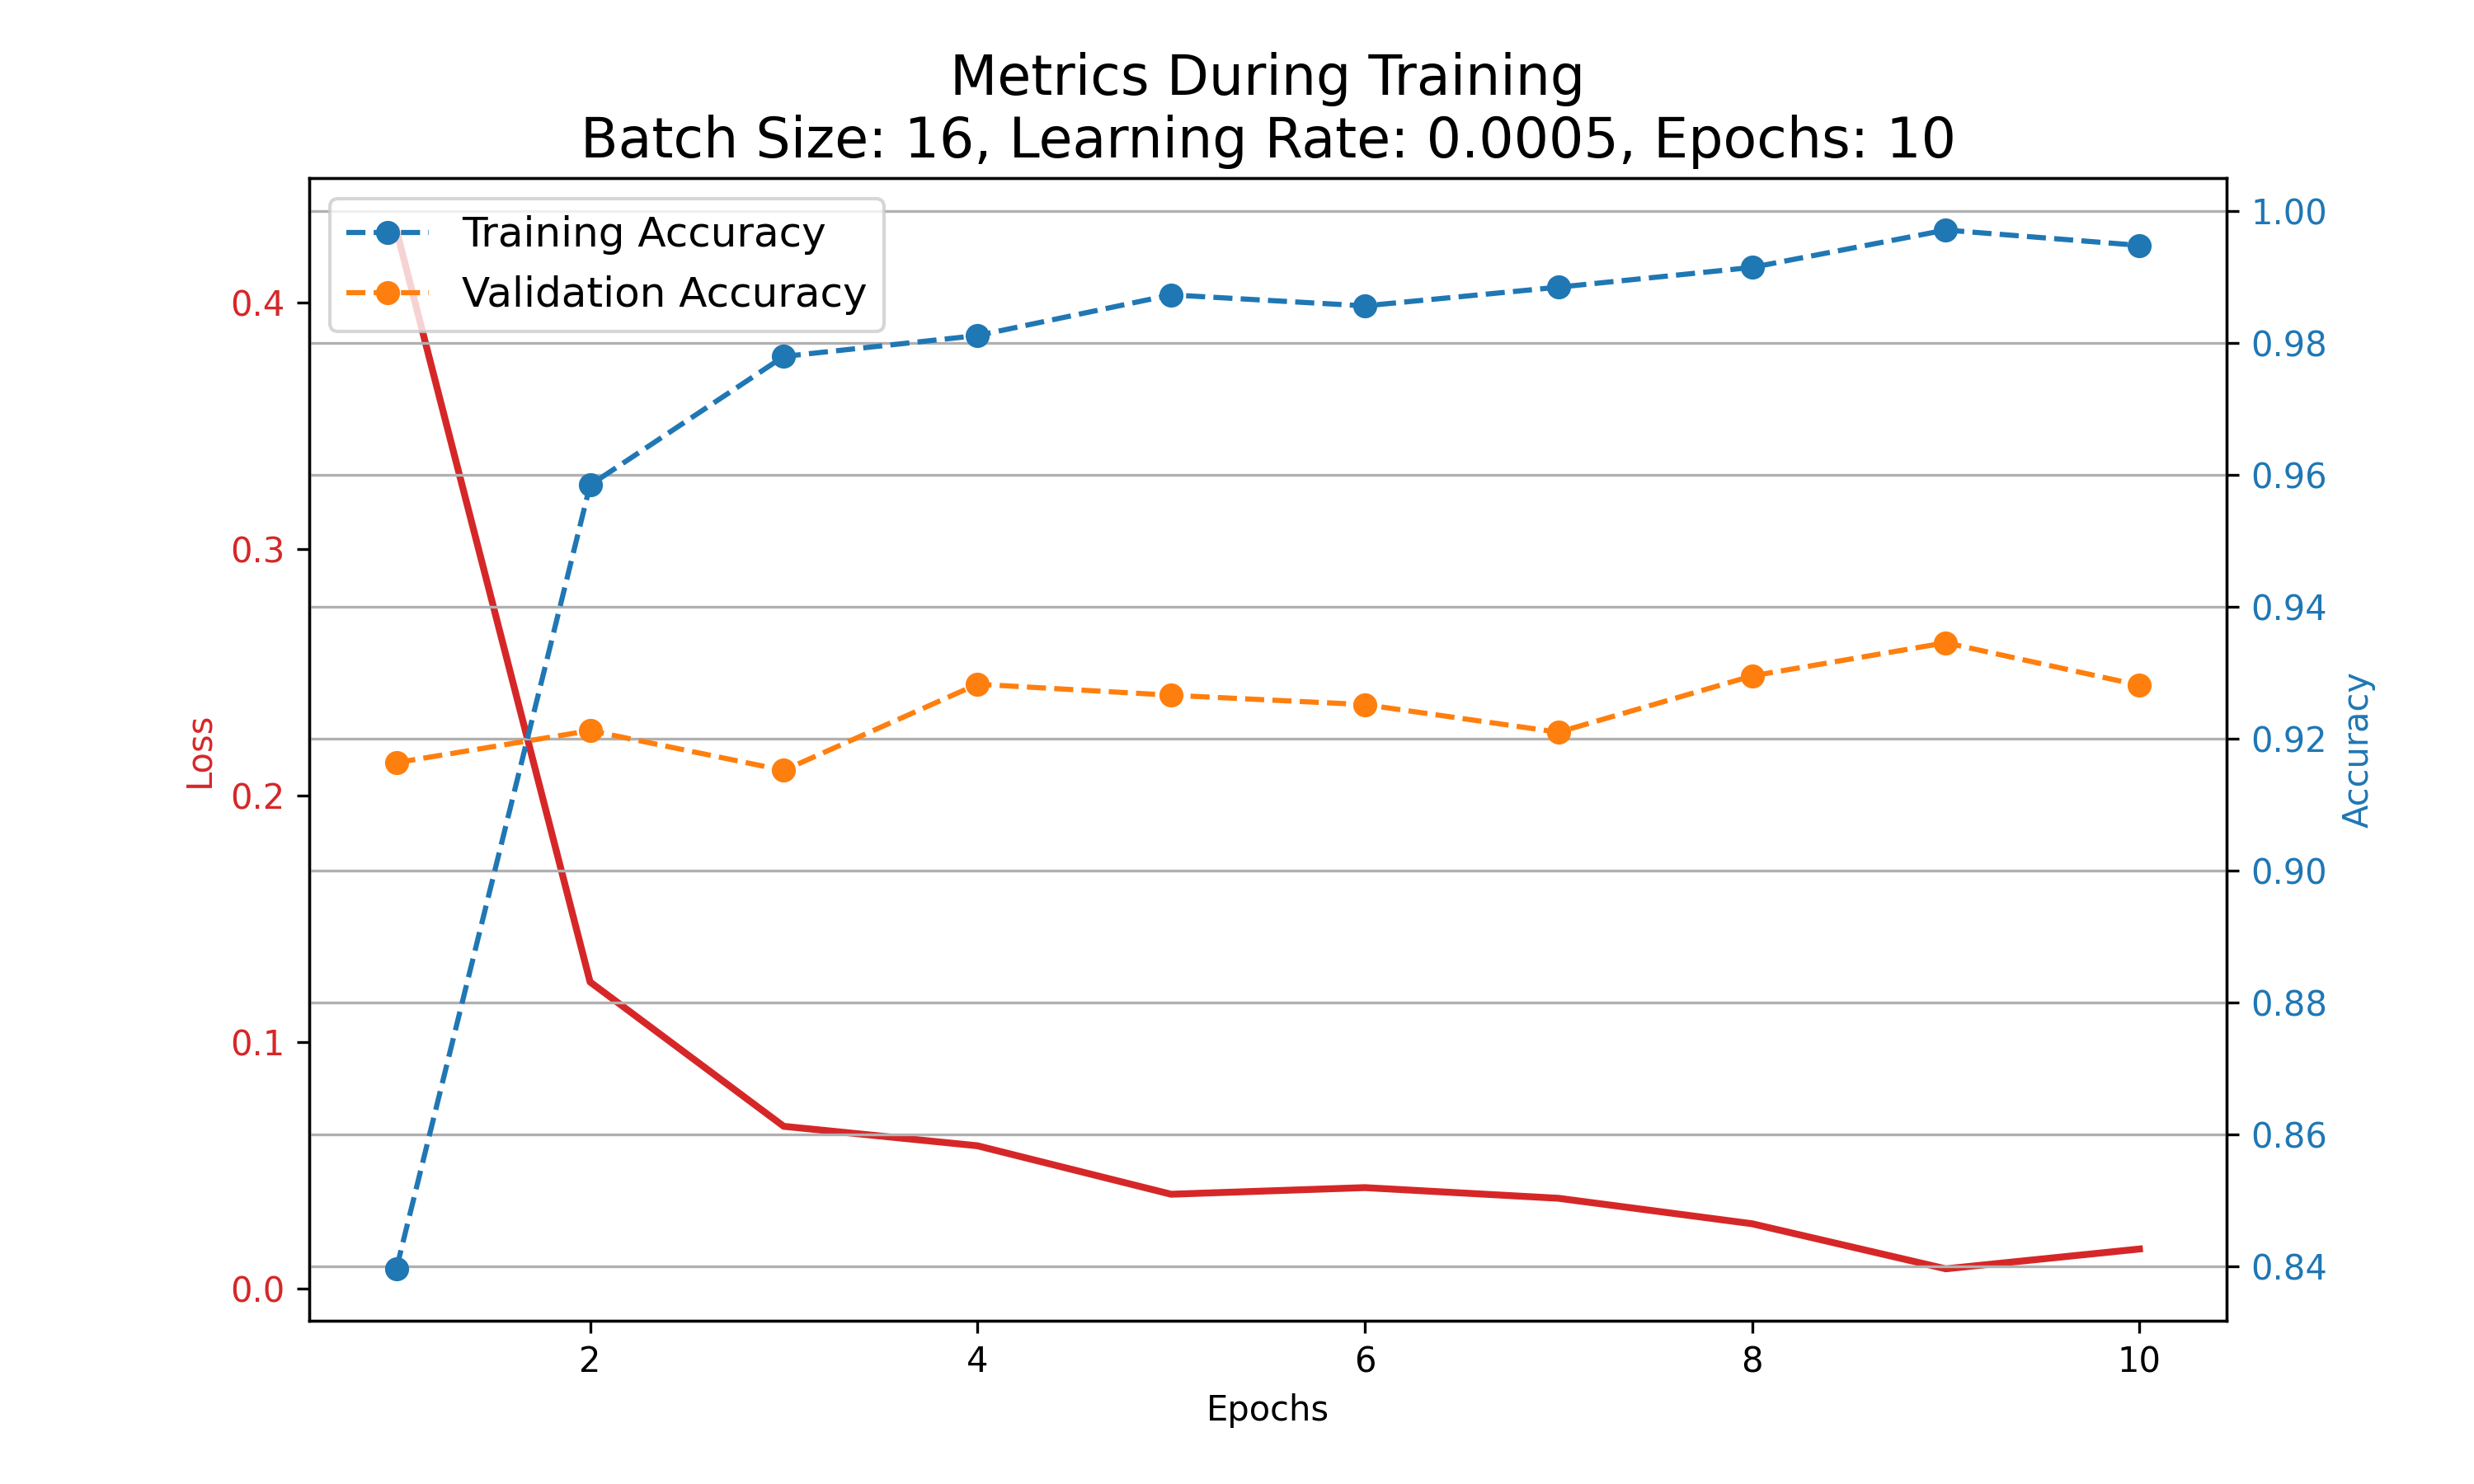 Metrics During Training
Batch Size: 16, Learning Rate: 0.0005, Epochs: 10
Training Accuracy
Validation Accuracy
0.4
0.3
0.2
0.1
0.0
Loss
1.00
0.98
0.96
0.94
0.92
0.90
0.88
0.86
0.84
Accuracy
2 4 6 8 10
Epochs